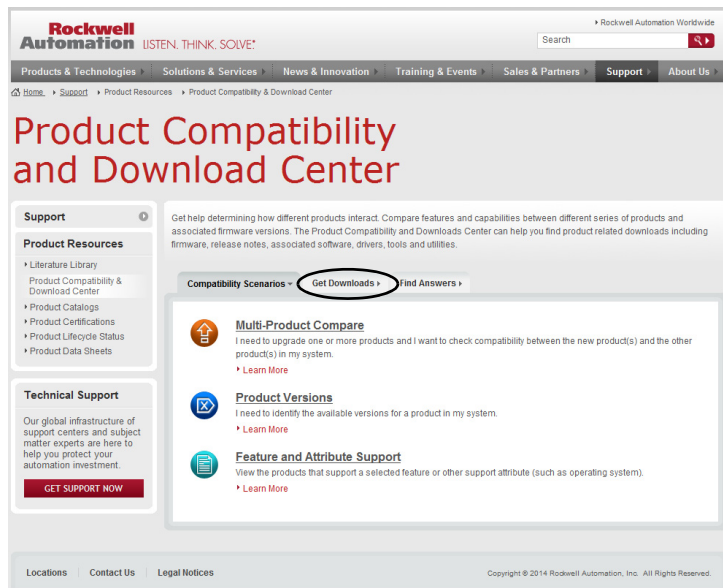 Rockwell Automation Worldwide
Rockwell
Automation LISTEN. THINK. SOLVE.®
Search
Products & Technologies Solutions & Services News & Innovation Training & Events Sales & Partners Support About Us
Home Support Product Resources Product Compatibility & Download Center
Product Compatibility
and Download Center
Support
Product Resources
Literature Library
Product Compatibility &
Download Center
Product Catalogs
Product Certifications
Product Lifecycle Status
Product Data Sheets
Technical Support
Our global infrastructure of
support centers and subject
matter experts are here to
help you protect your
automation investment.
GET SUPPORT NOW
Get help determining how different products interact. Compare features and capabilities between different series of products and
associated firmware versions. The Product Compatibility and Downloads Center can help you find product related downloads including
firmware, release notes, associated software, drivers, tools and utilities.
Compatibility Scenarios Get Downloads Find Answers
Multi-Product Compare
I need to upgrade one or more products and I want to check compatibility between the new product(s) and the other
product(s) in my system.
Learn More
Product Versions
I need to identify the available versions for a product in my system.
Learn More
Feature and Attribute Support
View the products that support a selected feature or other support attribute (such as operating system).
Learn More
Locations Contact Us Legal Notices
Copyright © 2014 Rockwell Automation, Inc. All Rights Reserved.